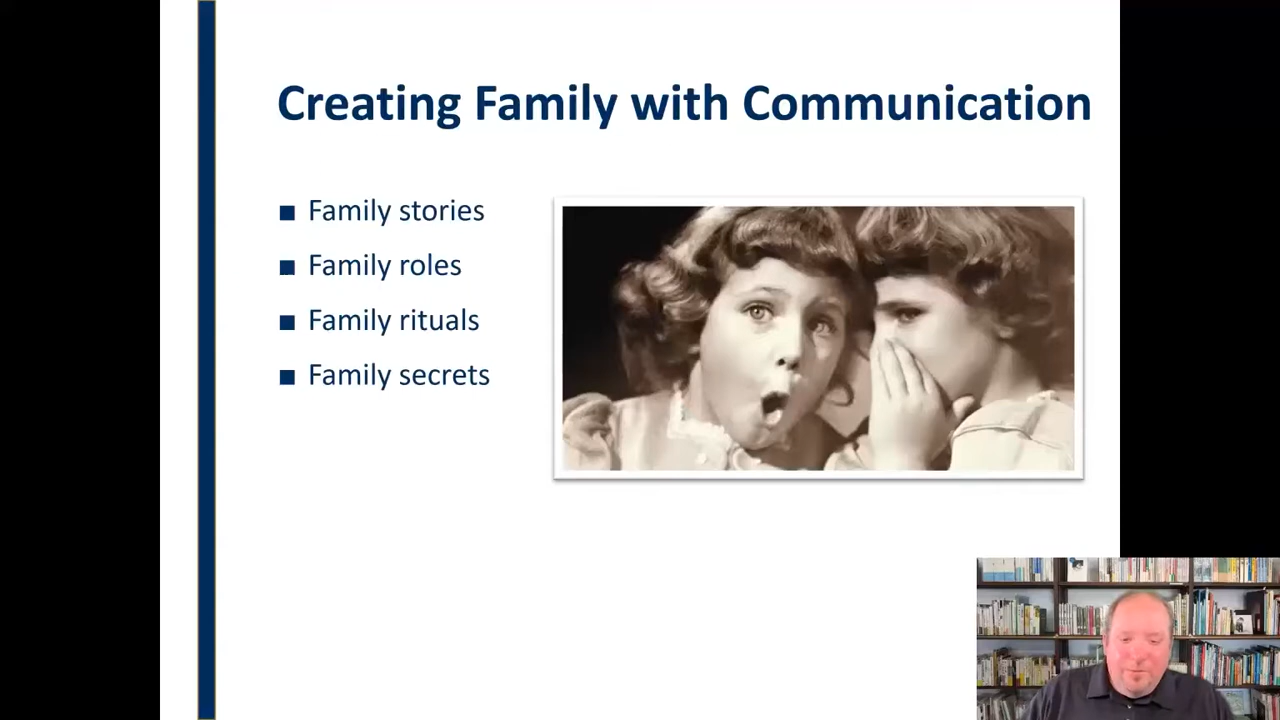 Creating Family with Communication
■ Family stories
■ Family roles
■ Family rituals
■ Family secrets